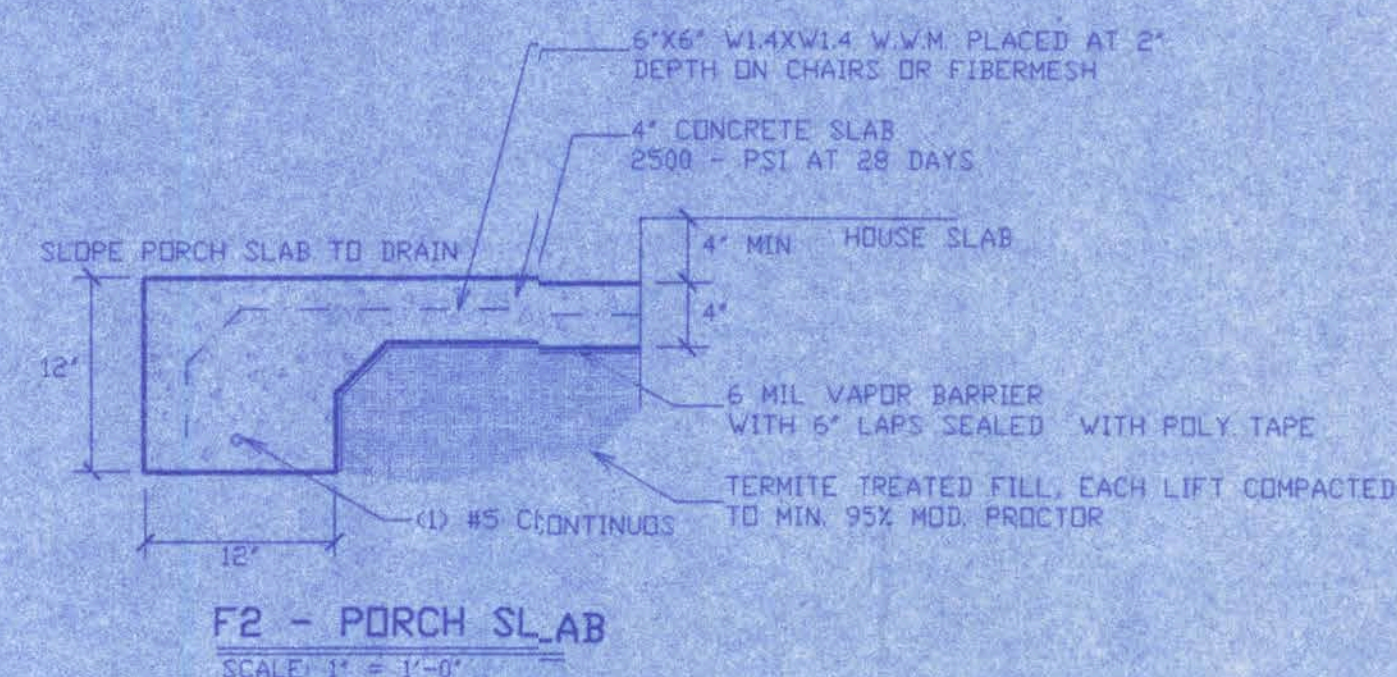 6"X6" W1.4XW1.4 W.W.M. PLACED AT 2"
DEPTH ON CHAIRS OR FIBERMESH
4" CONCRETE SLAB
2500 - PSI AT 28 DAYS
SLOPE PORCH SLAB TO DRAIN
4" MIN
HOUSE SLAB
4"
12"
6 MIL VAPOR BARRIER
WITH 6" LAPS SEALED WITH POLY TAPE
TERMITE TREATED FILL, EACH LIFT COMPACTED
TO MIN. 95% MOD. PROCTOR
(1) #5 CONTINUOS
12"
F2 - PORCH SLAB
SCALE: 1" = 1'-0"